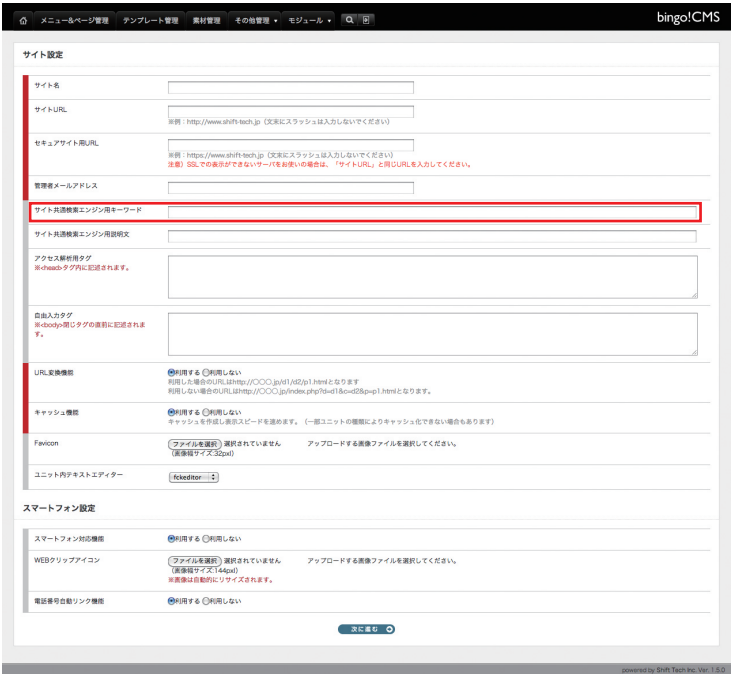 メニュー&ページ管理 テンプレート管理 素材管理 その他管理 ▼ モジュール ▼ bingo!CMS
サイト設定
サイト名
サイトURL
※例：http://www.shift-tech.jp（文末にスラッシュは入力しないでください）
セキュアサイト用URL
※例：https://www.shift-tech.jp（文末にスラッシュは入力しないでください）
注意）SSLでの表示ができないサーバをお使いの場合は、「サイトURL」と同じURLを入力してください。
管理者メールアドレス
サイト共通検索エンジン用キーワード
サイト共通検索エンジン用説明文
アクセス解析用タグ
※<head>タグ内に記述されます。
自由入力タグ
※<body>閉じタグの直前に記述されま
す。
URL変換機能 利用する 利用しない
利用した場合のURLはhttp://〇〇〇.jp/d1/d2/p1.htmlとなります
利用しない場合のURLはhttp://〇〇〇.jp/index.php?d=d1&c=d2&p=p1.htmlとなります。
キャッシュ機能 利用する 利用しない
キャッシュを作成し表示スピードを速めます。（一部ユニットの種類によりキャッシュ化できない場合もあります）
Favicon ファイルを選択 選択されていません アップロードする画像ファイルを選択してください。
（画像幅サイズ:32pxl）
ユニット内テキストエディター fckeditor
スマートフォン設定
スマートフォン対応機能 利用する 利用しない
WEBクリップアイコン ファイルを選択 選択されていません アップロードする画像ファイルを選択してください。
（画像幅サイズ:144pxl）
※画像は自動的にリサイズされます。
電話番号自動リンク機能 利用する 利用しない
次に進む
powered by Shift Tech Inc. Ver. 1.5.0